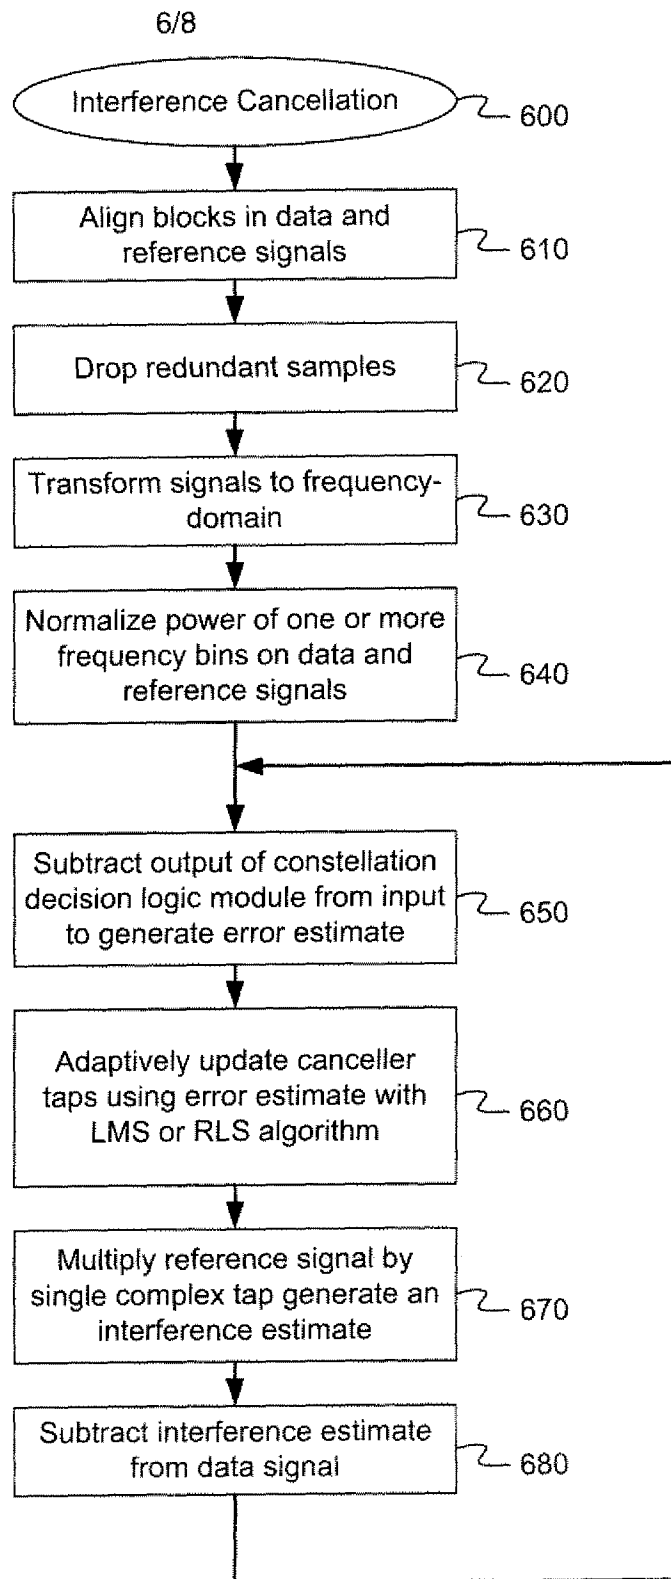 6/8
Interference Cancellation
600
Align blocks in data and
reference signals
610
Drop redundant samples
620
Transform signals to frequency-
domain
630
Normalize power of one or more
frequency bins on data and
reference signals
640
Subtract output of constellation
decision logic module from input
to generate error estimate
650
Adaptively update canceller
taps using error estimate with
LMS or RLS algorithm
660
Multiply reference signal by
single complex tap generate an
interference estimate
670
Subtract interference estimate
from data signal
680